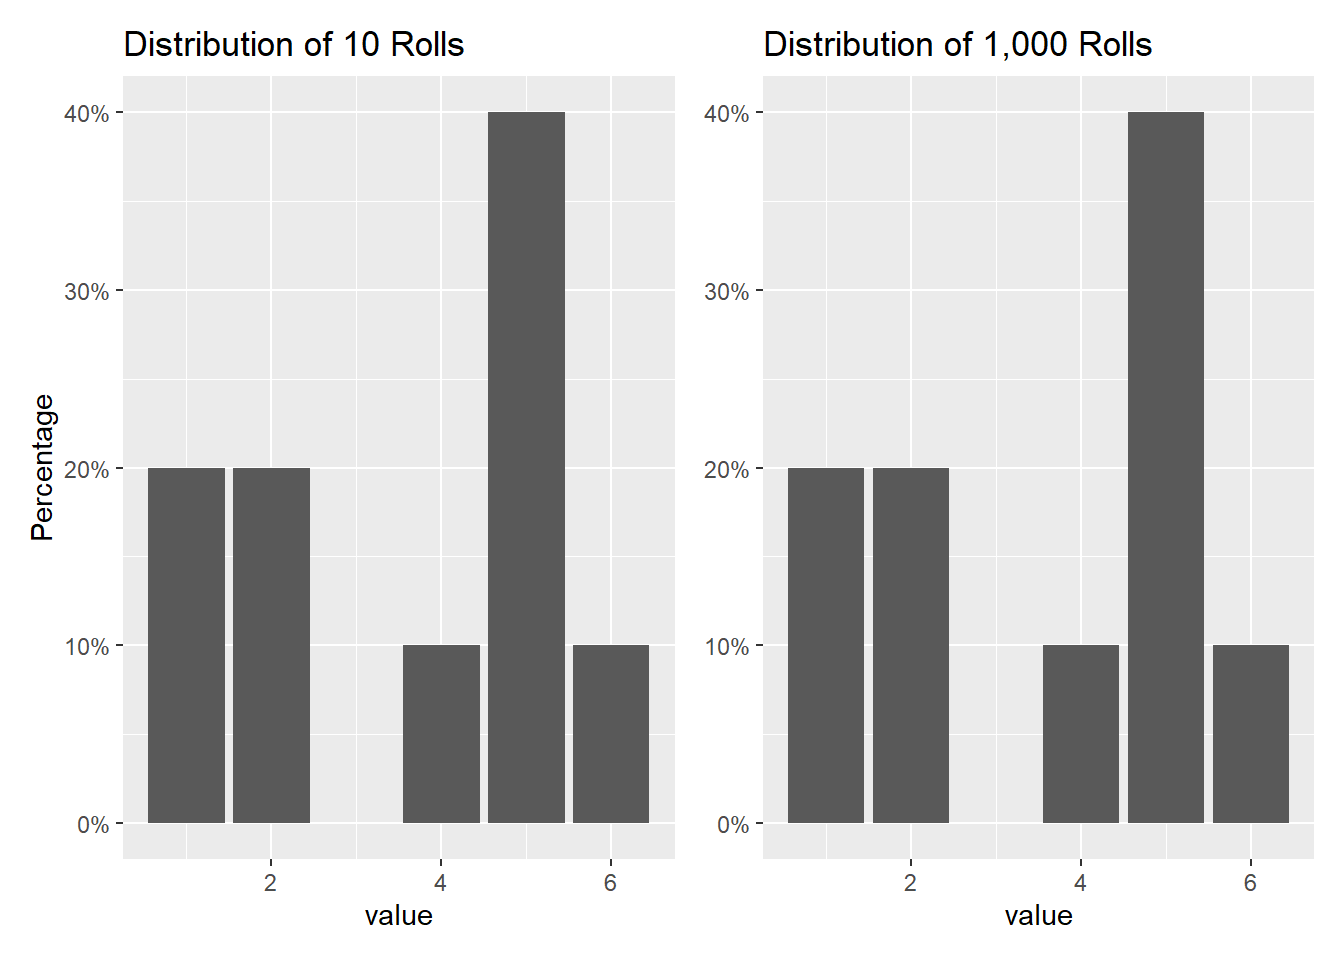 Distribution of 10 Rolls
Percentage
40%
30%
20%
10%
0%
2 4 6
value
Distribution of 1,000 Rolls
40%
30%
20%
10%
0%
2 4 6
value